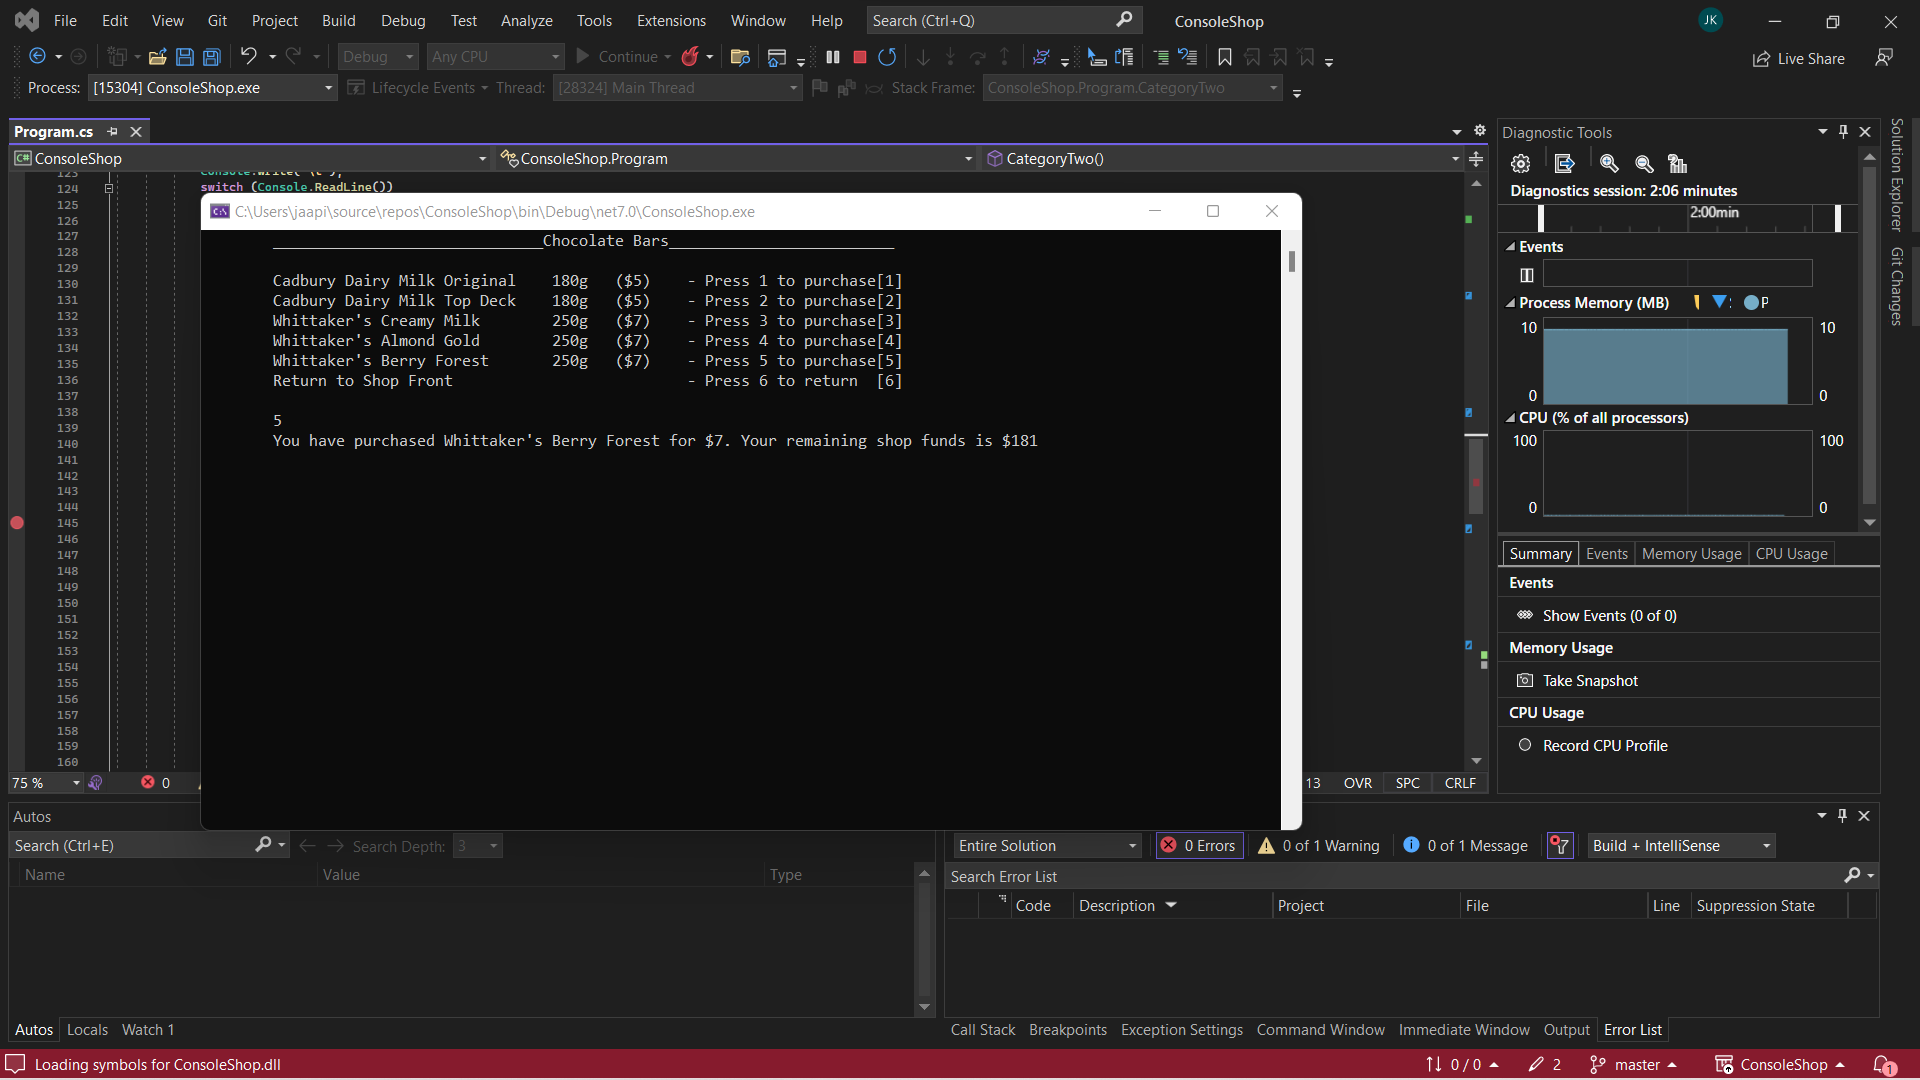 File Edit View Git Project Build Debug Test Analyze Tools Extensions Window Help Search (Ctrl+Q) ConsoleShop JK
Debug Any CPU Continue Live Share
Process: [15304] ConsoleShop.exe Lifecycle Events Thread: [28324] Main Thread Stack Frame: ConsoleShop.Program.CategoryTwo
Program.cs
ConsoleShop ConsoleShop.Program CategoryTwo()
123 Console.Write("\t");
124 switch (Console.ReadLine())
125
126
127
128
129
130
131
132
133
134
135
136
137
138
139
140
141
142
143
144
145
146
147
148
149
150
151
152
153
154
155
156
157
158
159
160
C:\Users\jaapi\source\repos\ConsoleShop\bin\Debug\net7.0\ConsoleShop.exe
______________________________Chocolate Bars_________________________
Cadbury Dairy Milk Original 180g ($5) - Press 1 to purchase[1]
Cadbury Dairy Milk Top Deck 180g ($5) - Press 2 to purchase[2]
Whittaker's Creamy Milk 250g ($7) - Press 3 to purchase[3]
Whittaker's Almond Gold 250g ($7) - Press 4 to purchase[4]
Whittaker's Berry Forest 250g ($7) - Press 5 to purchase[5]
Return to Shop Front - Press 6 to return [6]
5
You have purchased Whittaker's Berry Forest for $7. Your remaining shop funds is $181
75 % 0 13 OVR SPC CRLF
Diagnostic Tools
Diagnostics session: 2:06 minutes
2:00min
Events
Process Memory (MB) P
10 10
0 0
CPU (% of all processors)
100 100
0 0
Summary Events Memory Usage CPU Usage
Events
Show Events (0 of 0)
Memory Usage
Take Snapshot
CPU Usage
Record CPU Profile
Solution Explorer
Git Changes
Autos
Search (Ctrl+E) Search Depth: 3
Name Value Type
Autos Locals Watch 1
Entire Solution 0 Errors 0 of 1 Warning 0 of 1 Message Build + IntelliSense
Search Error List
Code Description Project File Line Suppression State
Call Stack Breakpoints Exception Settings Command Window Immediate Window Output Error List
Loading symbols for ConsoleShop.dll 0 / 0 2 master ConsoleShop 1